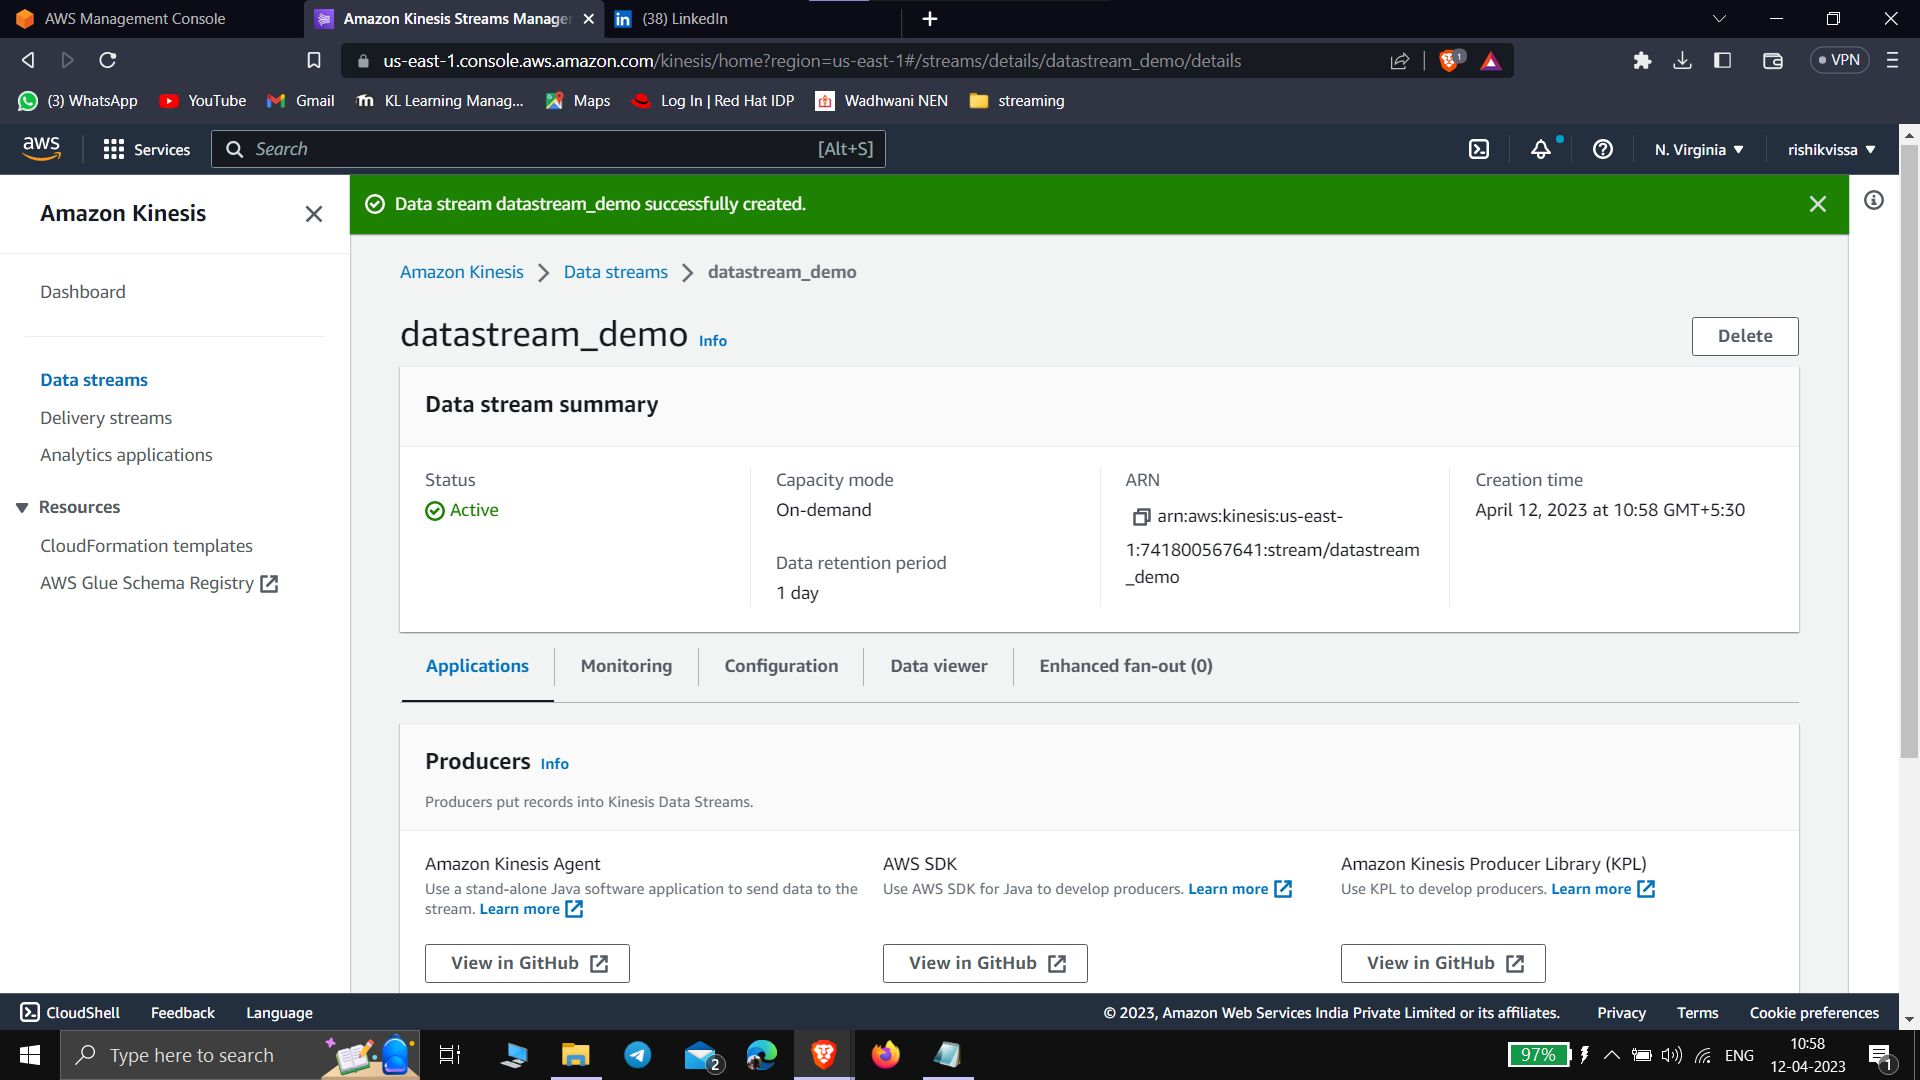 AWS Management Console
Amazon Kinesis Streams Manage
(38) LinkedIn
us-east-1.console.aws.amazon.com/kinesis/home?region=us-east-1#/streams/details/datastream_demo/details
1
VPN
(3) WhatsApp
YouTube
Gmail
KL Learning Manag...
Maps
Log In | Red Hat IDP
Wadhwani NEN
streaming
aws
Services
Search
[Alt+S]
N. Virginia
rishikvissa
Amazon Kinesis
Data stream datastream_demo successfully created.
Amazon Kinesis
Data streams
datastream_demo
Dashboard
datastream_demo
Info
Delete
Data streams
Delivery streams
Analytics applications
Resources
CloudFormation templates
AWS Glue Schema Registry
Data stream summary
Status
Active
Capacity mode
On-demand
Data retention period
1 day
ARN
arn:aws:kinesis:us-east-
1:741800567641:stream/datastream
_demo
Creation time
April 12, 2023 at 10:58 GMT+5:30
Applications
Monitoring
Configuration
Data viewer
Enhanced fan-out (0)
Producers
Info
Producers put records into Kinesis Data Streams.
Amazon Kinesis Agent
Use a stand-alone Java software application to send data to the
stream. Learn more
View in GitHub
AWS SDK
Use AWS SDK for Java to develop producers. Learn more
View in GitHub
Amazon Kinesis Producer Library (KPL)
Use KPL to develop producers. Learn more
View in GitHub
CloudShell
Feedback
Language
© 2023, Amazon Web Services India Private Limited or its affiliates.
Privacy
Terms
Cookie preferences
Type here to search
2
97%
ENG
10:58
12-04-2023
1